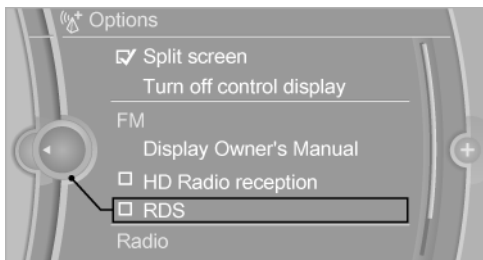 Options
Split screen
Turn off control display
FM
Display Owner's Manual
HD Radio reception
RDS
Radio